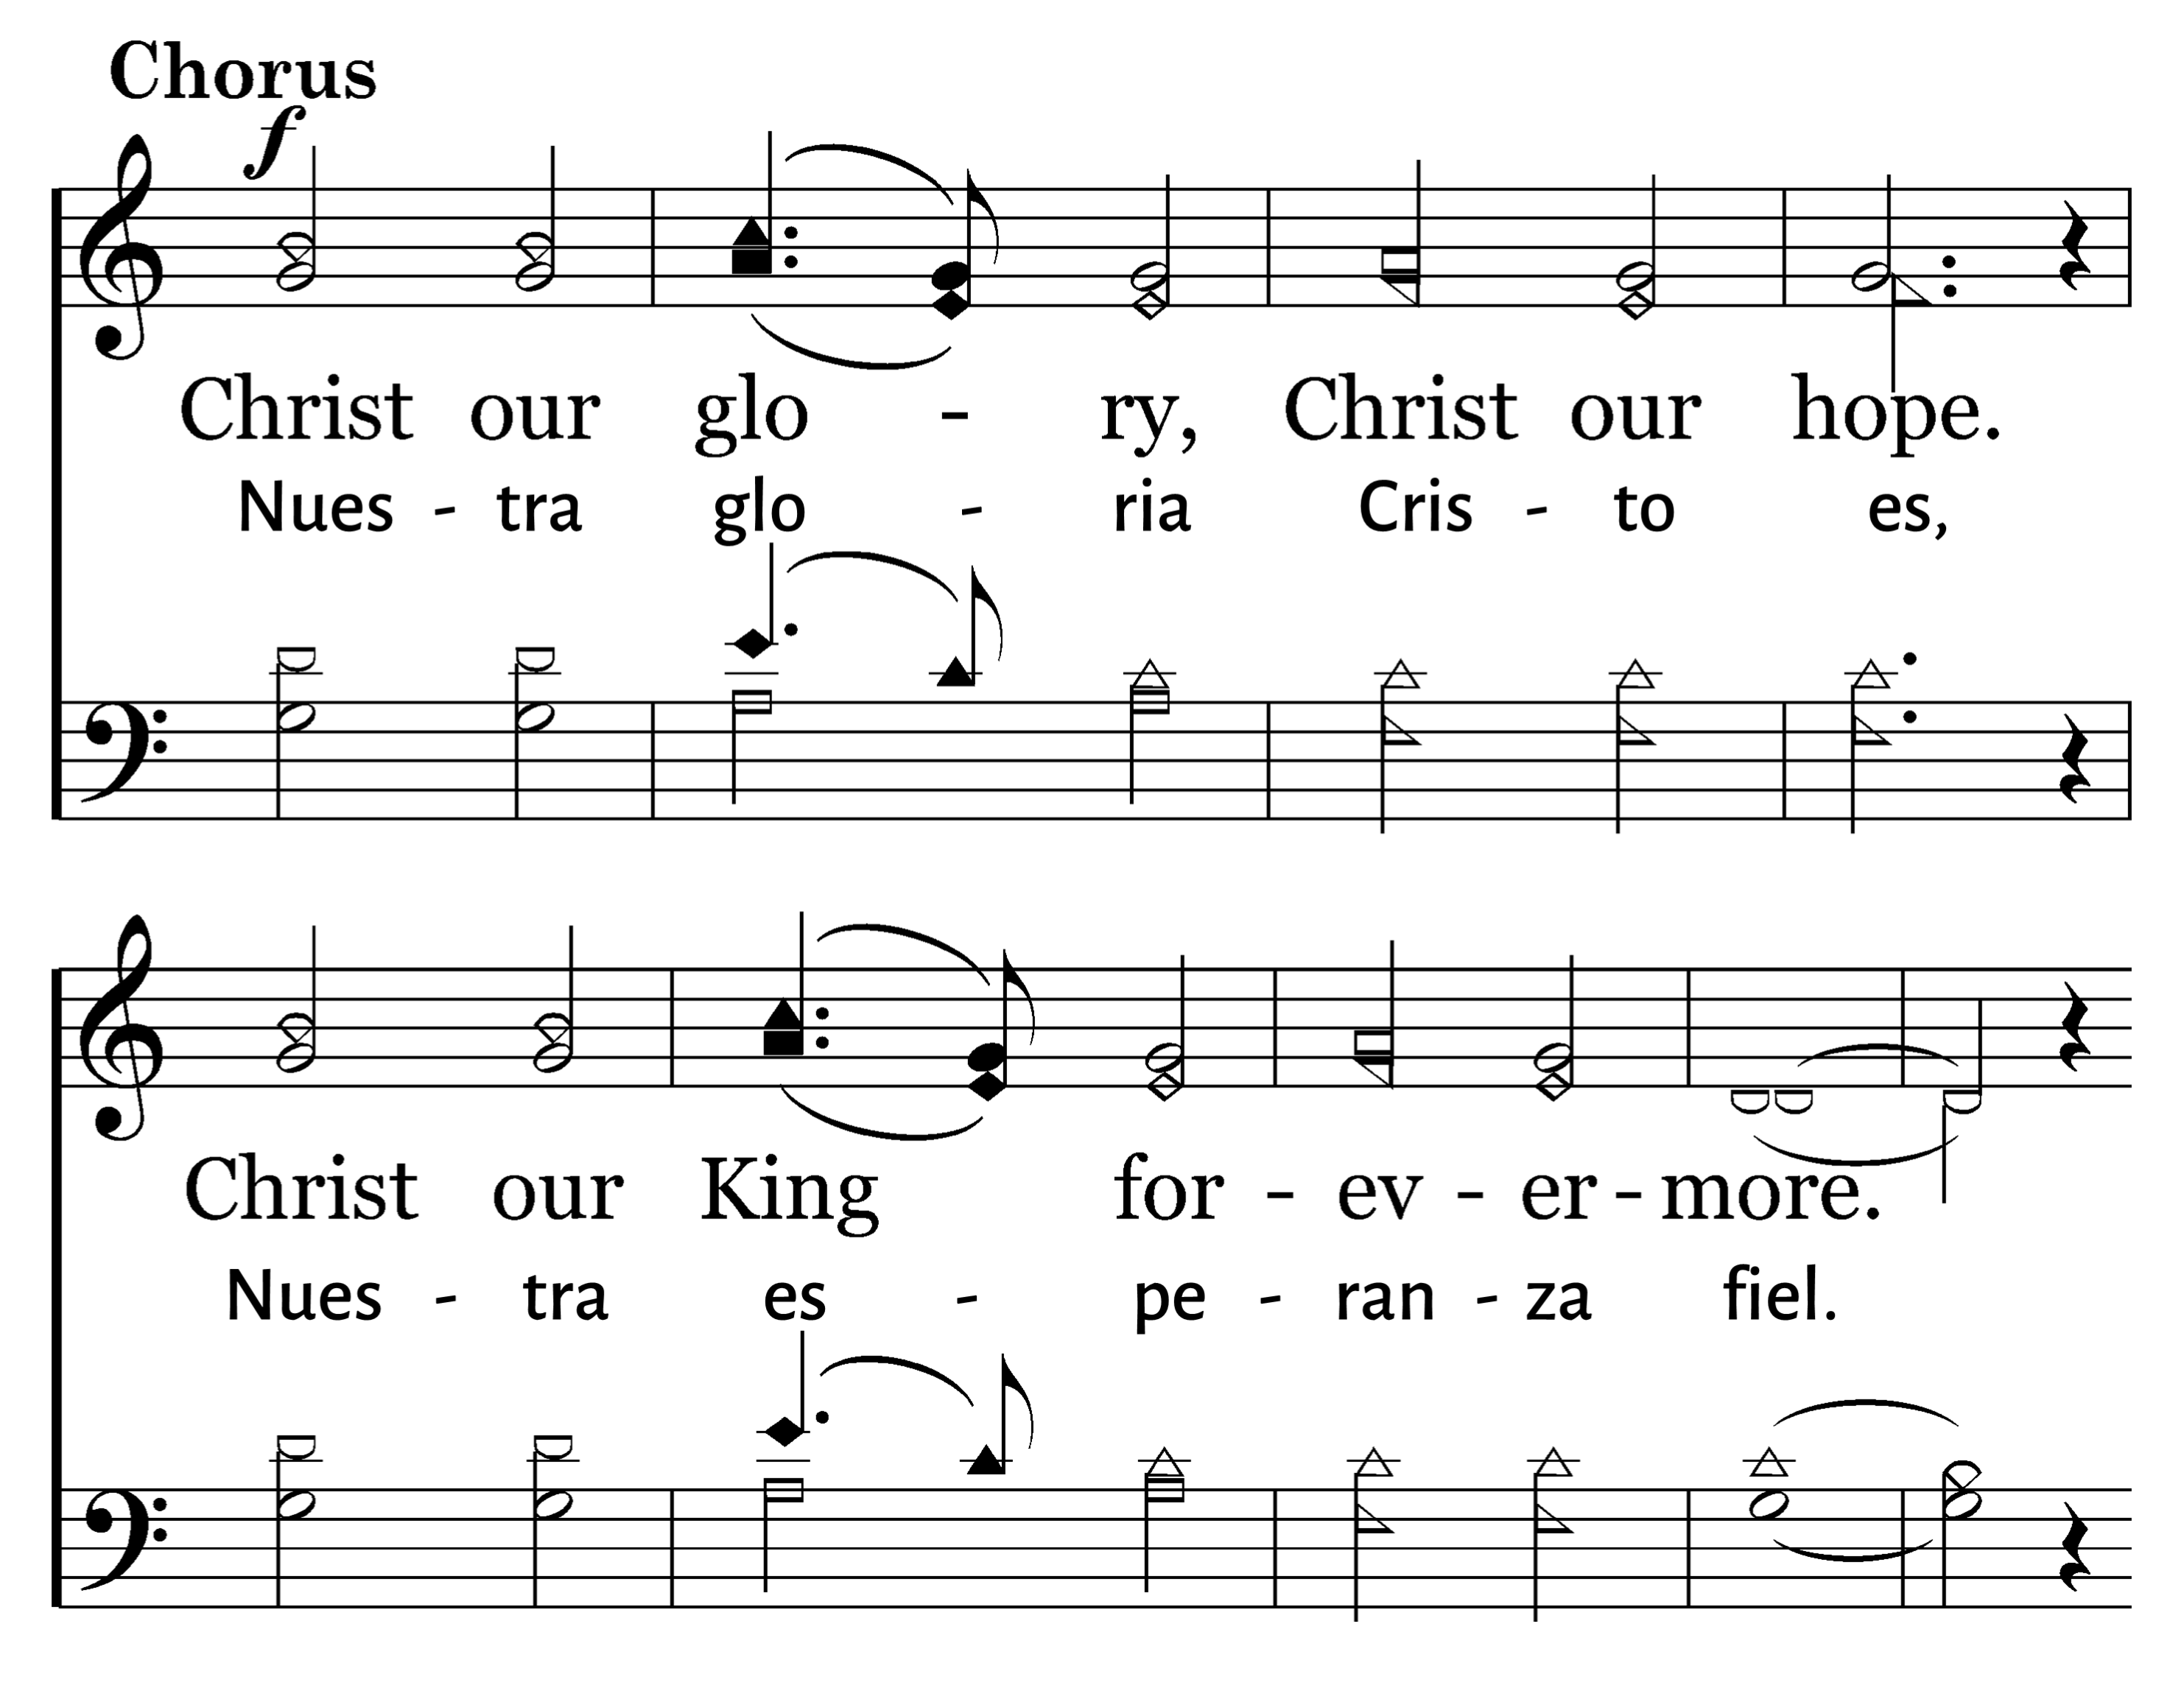 Chorus
f
Christ our glo - ry, Christ our hope.
Nues - tra glo - ria Cris - to es,
Christ our King for - ev - er - more.
Nues - tra es - pe - ran - za fiel.